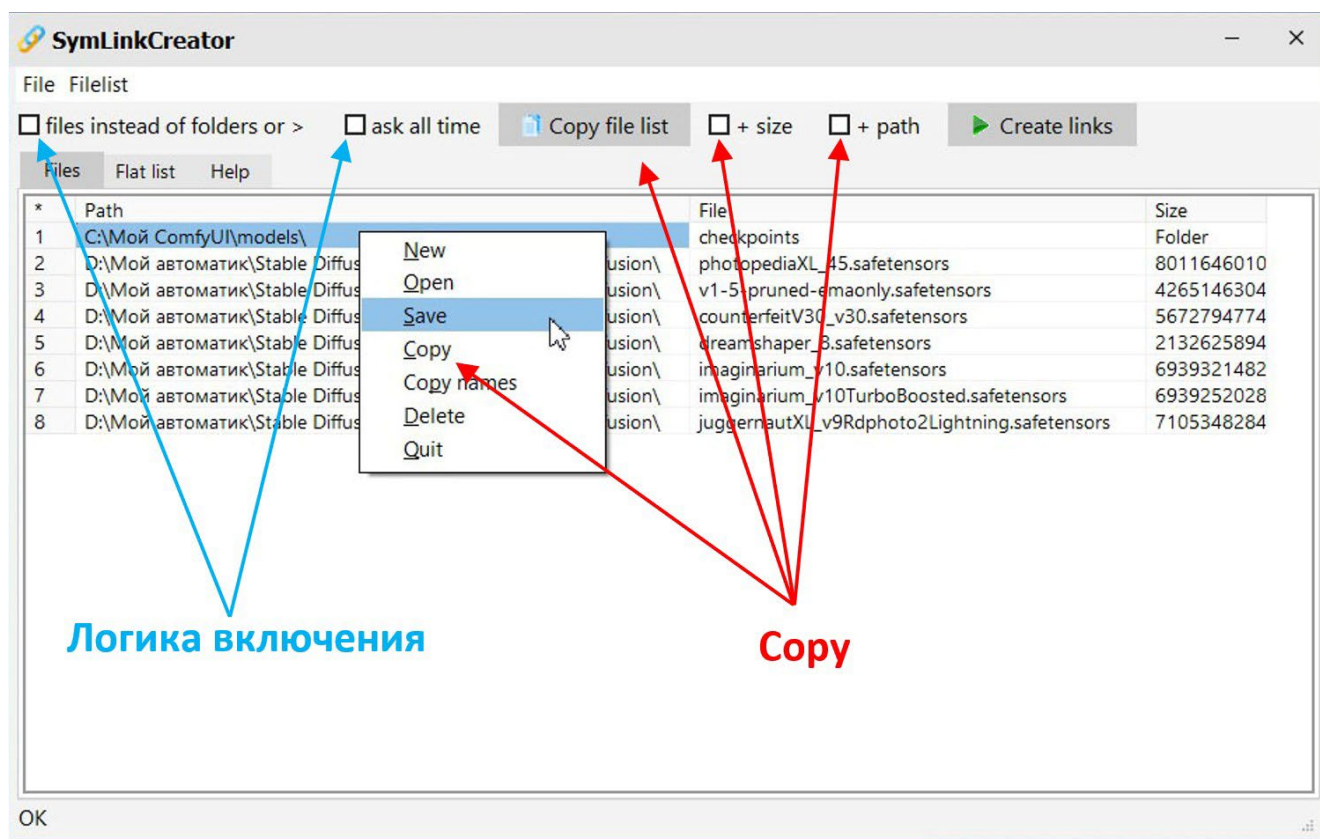 SymLinkCreator
File Filelist
files instead of folders or > ask all time Copy file list + size + path Create links
Files Flat list Help
* Path File Size
1 C:\Мой ComfyUI\models\ checkpoints Folder
2 D:\Мой автоматик\Stable Diffus usion\ photopediaXL_45.safetensors 8011646010
3 D:\Мой автоматик\Stable Diffus usion\ v1-5-pruned-emaonly.safetensors 4265146304
4 D:\Мой автоматик\Stable Diffus usion\ counterfeitV30_v30.safetensors 5672794774
5 D:\Мой автоматик\Stable Diffus usion\ dreamshaper_8.safetensors 2132625894
6 D:\Мой автоматик\Stable Diffus usion\ imaginarium_v10.safetensors 6939321482
7 D:\Мой автоматик\Stable Diffus usion\ imaginarium_v10TurboBoosted.safetensors 6939252028
8 D:\Мой автоматик\Stable Diffus usion\ juggernautXL_v9Rdphoto2Lightning.safetensors 7105348284
New
Open
Save
Copy
Copy names
Delete
Quit
Логика включения
Copy
OK